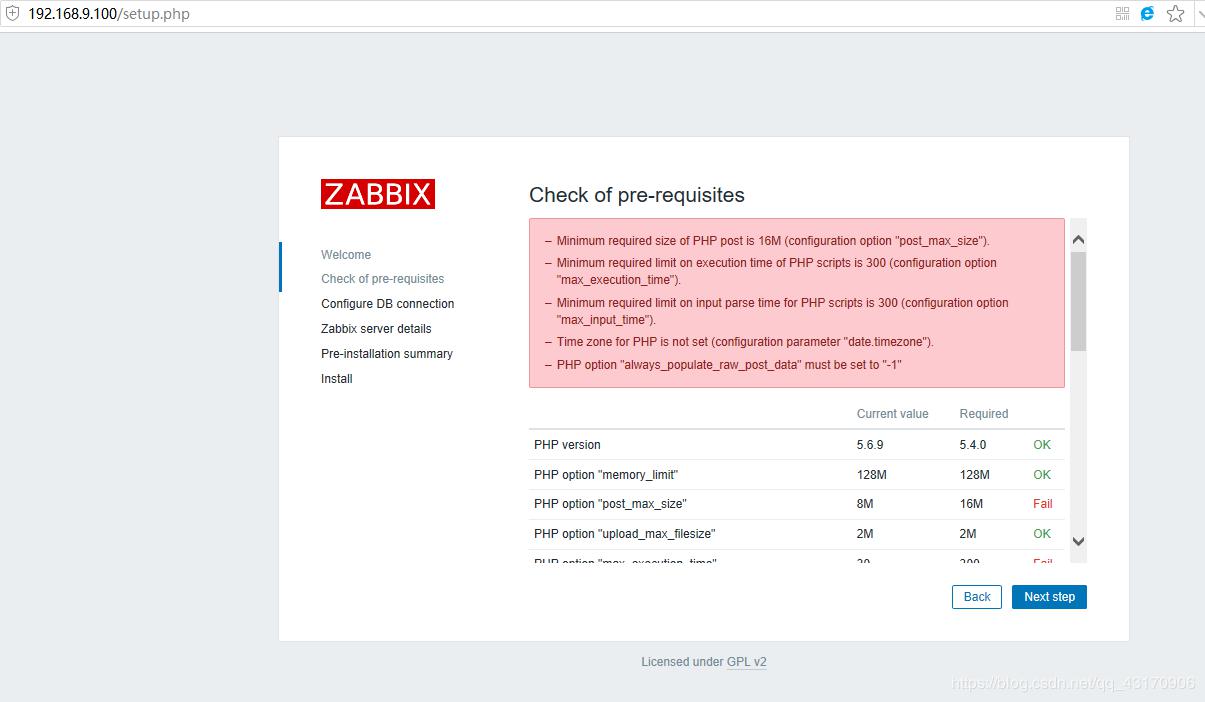 192.168.9.100/setup.php
ZABBIX
Welcome
Check of pre-requisites
Configure DB connection
Zabbix server details
Pre-installation summary
Install
Check of pre-requisites
– Minimum required size of PHP post is 16M (configuration option "post_max_size").
– Minimum required limit on execution time of PHP scripts is 300 (configuration option
"max_execution_time").
– Minimum required limit on input parse time for PHP scripts is 300 (configuration option
"max_input_time").
– Time zone for PHP is not set (configuration parameter "date.timezone").
– PHP option "always_populate_raw_post_data" must be set to "-1"
Current value Required
PHP version 5.6.9 5.4.0 OK
PHP option "memory_limit" 128M 128M OK
PHP option "post_max_size" 8M 16M Fail
PHP option "upload_max_filesize" 2M 2M OK
PHP option "max_execution_time" 30 300 Fail
Back Next step
Licensed under GPL v2
https://blog.csdn.net/qq_43170906